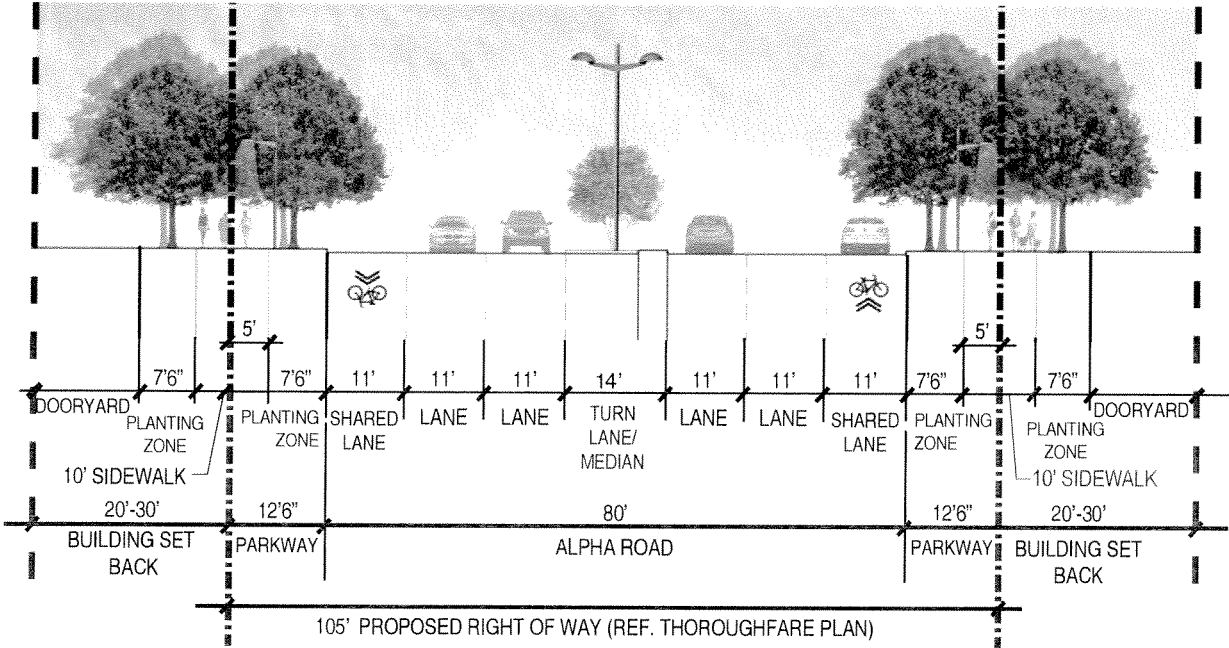 5'
5'
7'6"
7'6"
11'
11'
11'
14'
11'
11'
11'
7'6"
7'6"
DOORYARD
PLANTING
ZONE
PLANTING
ZONE
SHARED
LANE
LANE
LANE
TURN
LANE/
MEDIAN
LANE
LANE
SHARED
LANE
PLANTING
ZONE
PLANTING
ZONE
DOORYARD
10' SIDEWALK
10' SIDEWALK
20'-30'
12'6"
80'
12'6"
20'-30'
BUILDING SET
BACK
PARKWAY
ALPHA ROAD
PARKWAY
BUILDING SET
BACK
105' PROPOSED RIGHT OF WAY (REF. THOROUGHFARE PLAN)